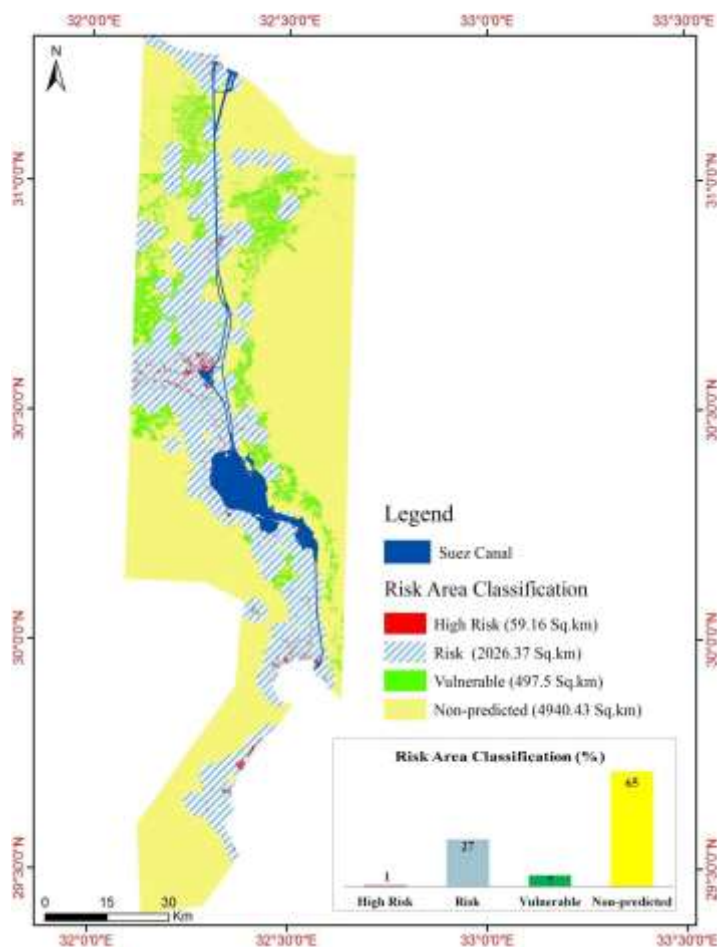 32°0'0"E 32°30'0"E 33°0'0"E 33°30'0"E
N
31°0'0"N 31°0'0"N
30°30'0"N 30°30'0"N
30°0'0"N 30°0'0"N
29°30'0"N 29°30'0"N
Legend
Suez Canal
Risk Area Classification
High Risk (59.16 Sq.km)
Risk (2026.37 Sq.km)
Vulnerable (497.5 Sq.km)
Non-predicted (4940.43 Sq.km)
Risk Area Classification (%)
65
27
1
High Risk Risk Vulnerable Non-predicted
0 15 30
Km
32°0'0"E 32°30'0"E 33°0'0"E 33°30'0"E